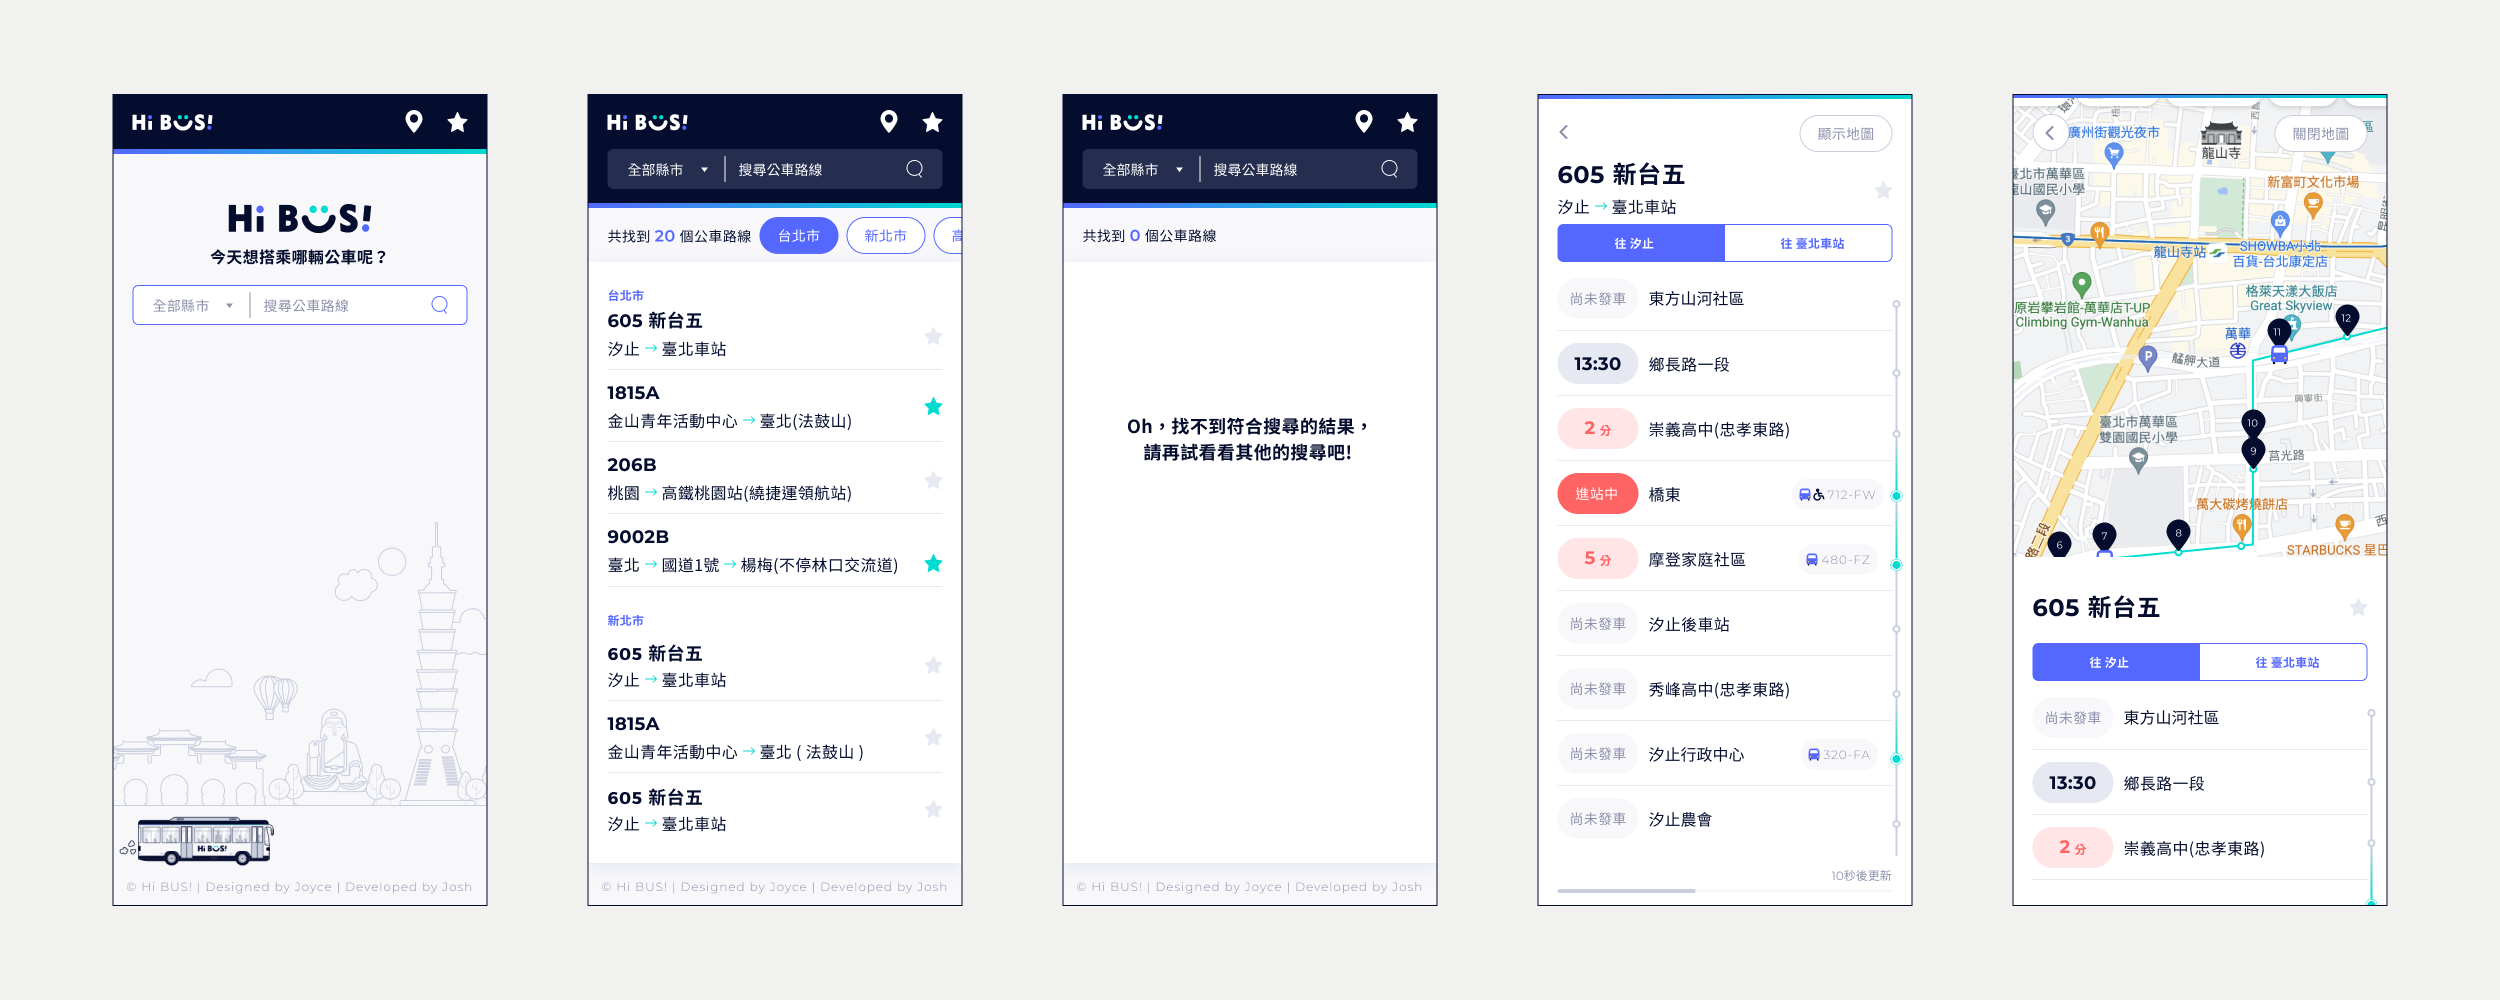 Hi BUS!
Hi BUS!
今天想搭乘哪輛公車呢？
全部縣市
搜尋公車路線
Hi BUS!
© Hi BUS! | Designed by Joyce | Developed by Josh
Hi BUS!
全部縣市
搜尋公車路線
共找到 20 個公車路線
台北市
新北市
高
台北市
605 新台五
汐止 → 臺北車站
1815A
金山青年活動中心 → 臺北(法鼓山)
206B
桃園 → 高鐵桃園站(繞捷運領航站)
9002B
臺北 → 國道1號 → 楊梅(不停林口交流道)
新北市
605 新台五
汐止 → 臺北車站
1815A
金山青年活動中心 → 臺北 ( 法鼓山 )
605 新台五
汐止 → 臺北車站
© Hi BUS! | Designed by Joyce | Developed by Josh
Hi BUS!
全部縣市
搜尋公車路線
共找到 0 個公車路線
Oh，找不到符合搜尋的結果，
請再試看看其他的搜尋吧!
© Hi BUS! | Designed by Joyce | Developed by Josh
顯示地圖
605 新台五
汐止 → 臺北車站
往 汐止
往 臺北車站
尚未發車 東方山河社區
13:30 鄉長路一段
2 分 崇義高中(忠孝東路)
進站中 橋東 712-FW
5 分 摩登家庭社區 480-FZ
尚未發車 汐止後車站
尚未發車 秀峰高中(忠孝東路)
尚未發車 汐止行政中心 320-FA
尚未發車 汐止農會
10秒後更新
關閉地圖
廣州街觀光夜市
龍山寺
臺北市萬華區
龍山國民小學
新富町文化市場
3
龍山寺站
SHOWBA小北
百貨-台北康定店
格萊天漾大飯店
Great Skyview
原岩攀岩館-萬華店T-UP
Climbing Gym-Wanhua
萬華
11
12
P
艋舺大道
興寧街
臺北市萬華區
雙園國民小學
10
9
莒光路
萬大碳烤燒餅店
6
7
8
路二段
西
STARBUCKS 星巴
605 新台五
往 汐止
往 臺北車站
尚未發車 東方山河社區
13:30 鄉長路一段
2 分 崇義高中(忠孝東路)